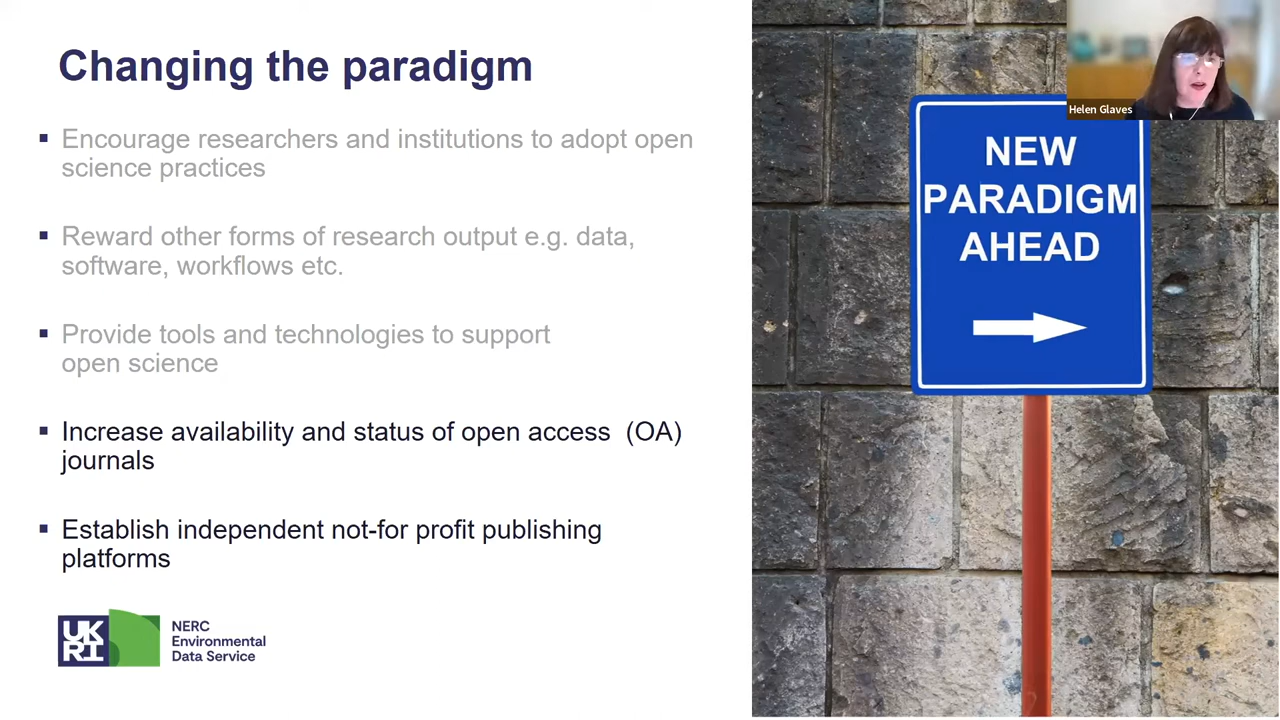 Changing the paradigm
▪ Encourage researchers and institutions to adopt open
science practices
▪ Reward other forms of research output e.g. data,
software, workflows etc.
▪ Provide tools and technologies to support
open science
▪ Increase availability and status of open access  (OA)
journals
▪ Establish independent not-for profit publishing
platforms
UK
RI
NERC
Environmental
Data Service
NEW
PARADIGM
AHEAD
Helen Glaves